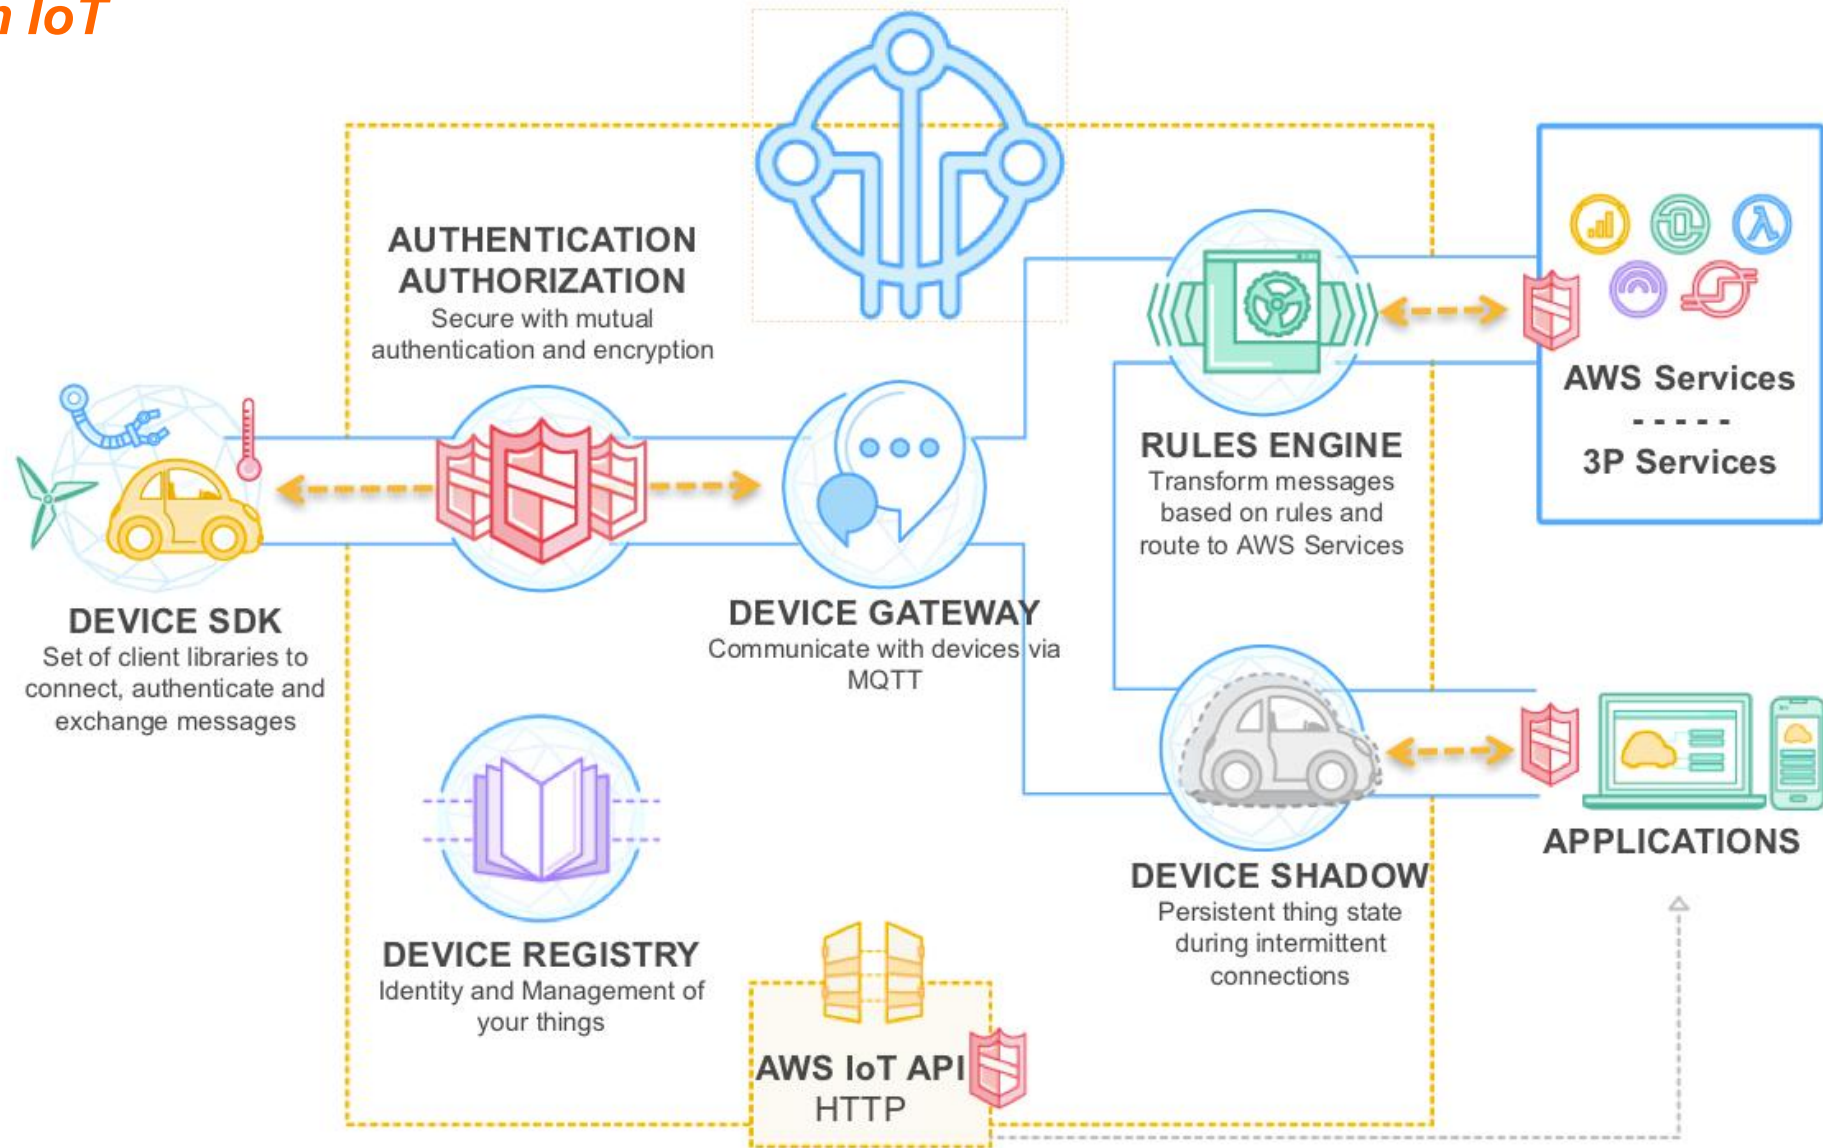 IoT
AUTHENTICATION
AUTHORIZATION
Secure with mutual
authentication and encryption
AWS Services
- - - - -
3P Services
RULES ENGINE
Transform messages
based on rules and
route to AWS Services
DEVICE SDK
Set of client libraries to
connect, authenticate and
exchange messages
DEVICE GATEWAY
Communicate with devices via
MQTT
APPLICATIONS
DEVICE SHADOW
Persistent thing state
during intermittent
connections
DEVICE REGISTRY
Identity and Management of
your things
AWS IoT API
HTTP